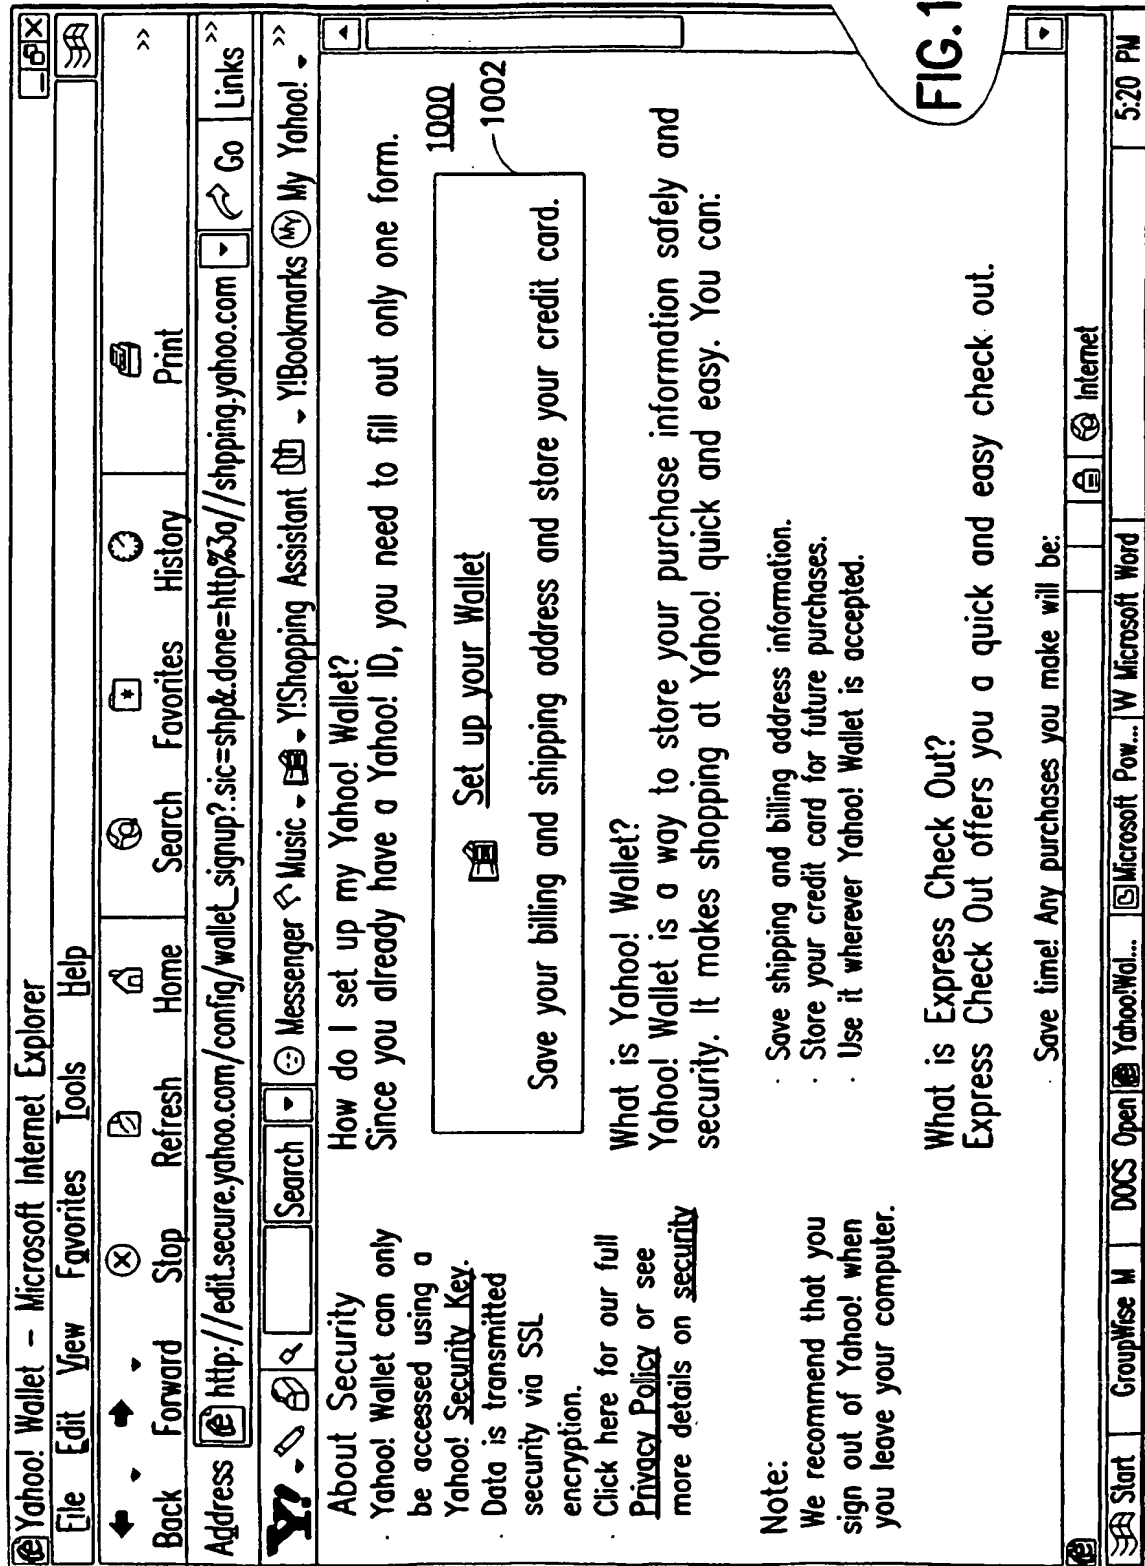 Yahoo! Wallet – Microsoft Internet Explorer
File Edit View Favorites Tools Help
Back Forward Stop Refresh Home Search Favorites History Print >>
Address http://edit.secure.yahoo.com/config/wallet_signup?.sic=shp&.done=http%3a//shpping.yahoo.com Go Links >>
Y! Search Messenger Music Y!Shopping Assistant Y!Bookmarks My My Yahoo! >>
About Security
· Yahoo! Wallet can only
be accessed using a
Yahoo! Security Key.
· Data is transmitted
security via SSL
encryption.
· Click here for our full
Privacy Policy or see
more details on security
Note:
We recommend that you
sign out of Yahoo! when
you leave your computer.
How do I set up my Yahoo! Wallet?
Since you already have a Yahoo! ID, you need to fill out only one form.
1000
1002
Set up your Wallet
Save your billing and shipping address and store your credit card.
What is Yahoo! Wallet?
Yahoo! Wallet is a way to store your purchase information safely and
security. It makes shopping at Yahoo! quick and easy. You can:
· Save shipping and billing address information.
· Store your credit card for future purchases.
· Use it wherever Yahoo! Wallet is accepted.
What is Express Check Out?
Express Check Out offers you a quick and easy check out.
· Save time! Any purchases you make will be:
FIG.1
Internet
Start GroupWise M DOCS Open Yahoo!Wal... Microsoft Pow... W Microsoft Word 5:20 PM